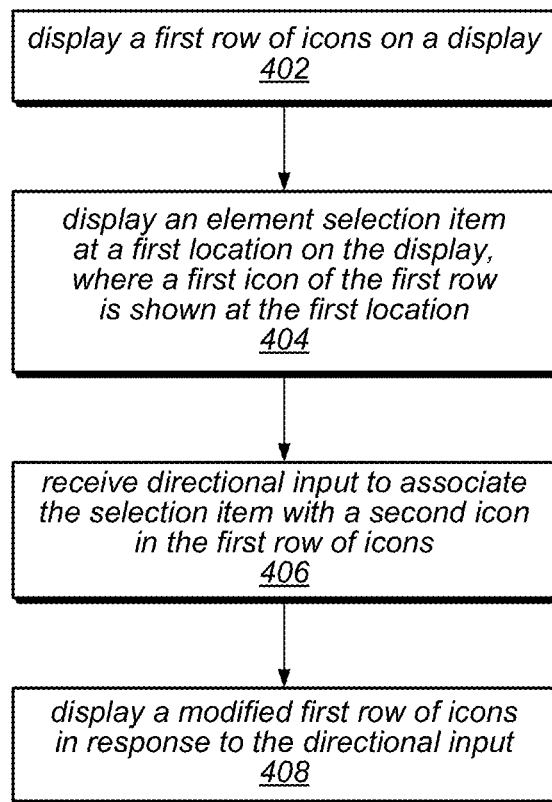 display a first row of icons on a display
402
display an element selection item
at a first location on the display,
where a first icon of the first row
is shown at the first location
404
receive directional input to associate
the selection item with a second icon
in the first row of icons
406
display a modified first row of icons
in response to the directional input
408